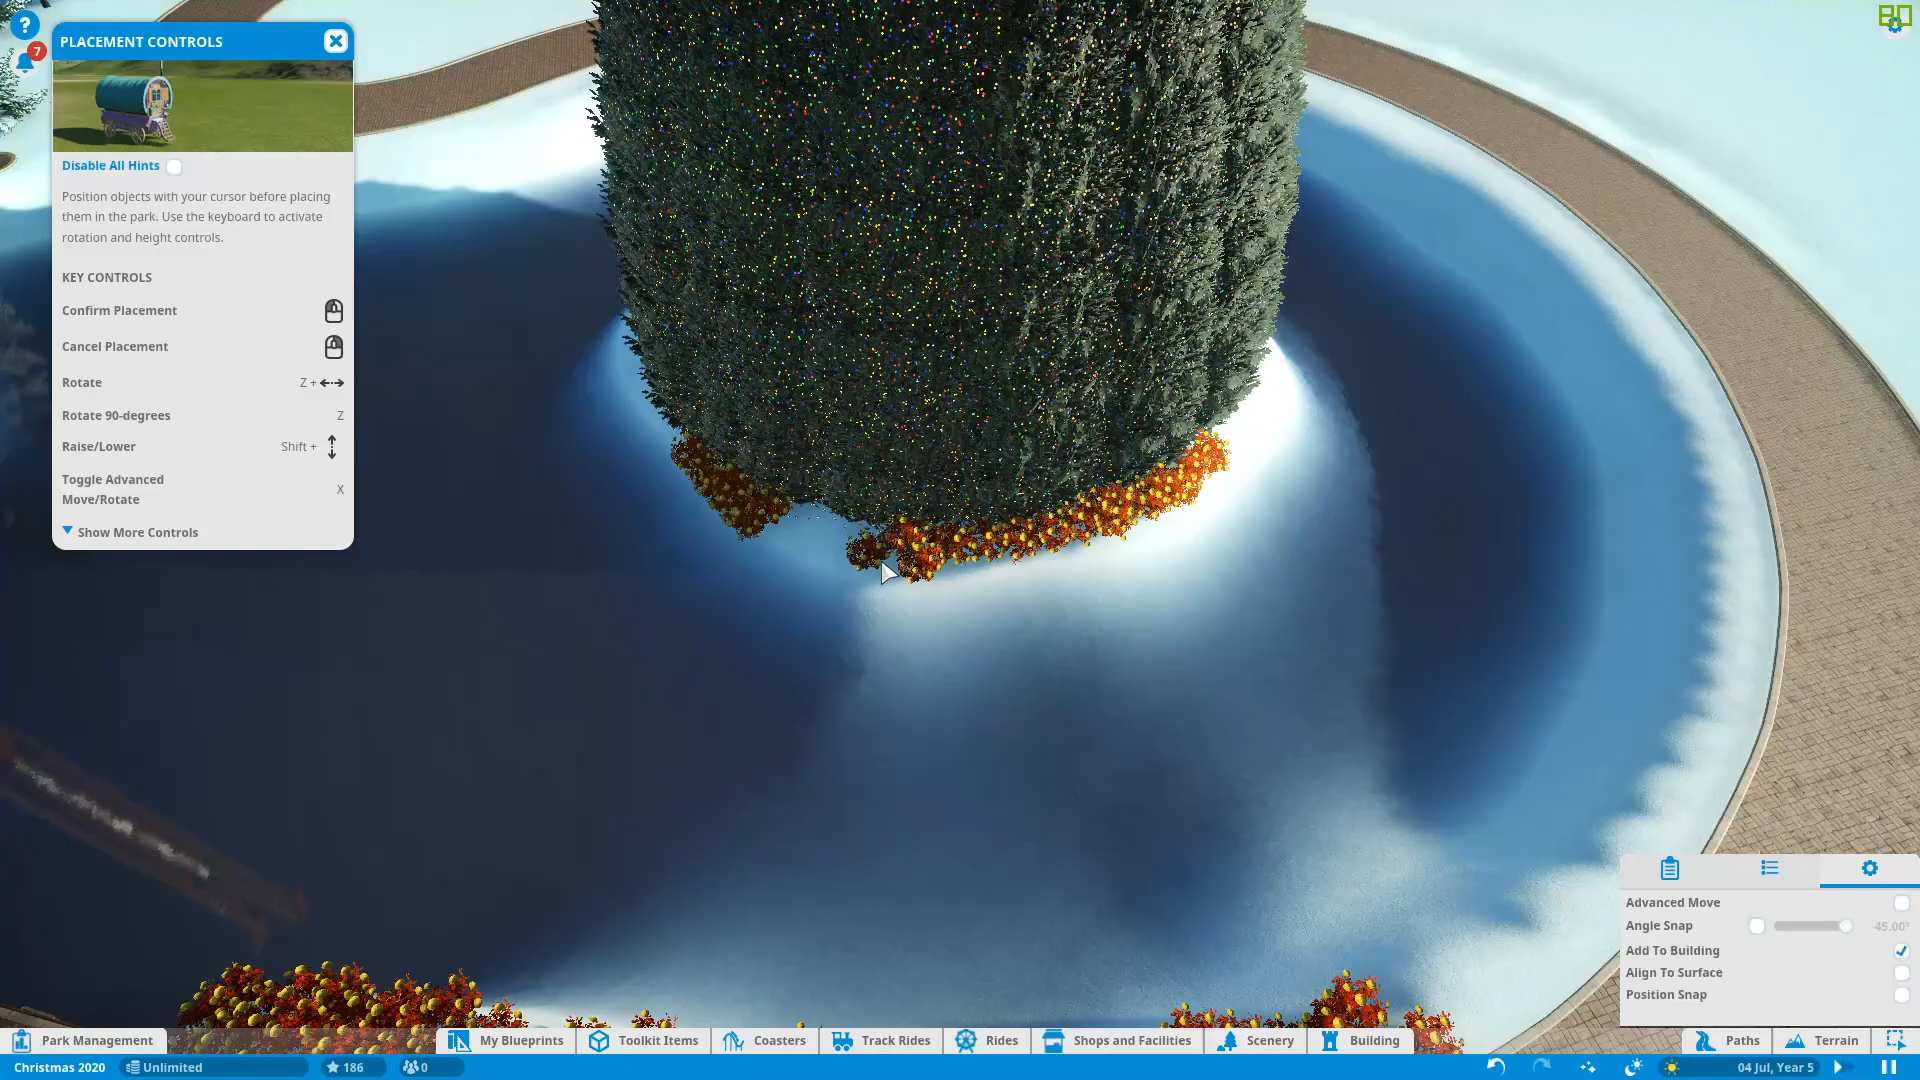 ?
7
PLACEMENT CONTROLS
Disable All Hints
Position objects with your cursor before placing
them in the park. Use the keyboard to activate
rotation and height controls.
KEY CONTROLS
Confirm Placement
Cancel Placement
Rotate Z +
Rotate 90-degrees Z
Raise/Lower Shift +
Toggle Advanced
Move/Rotate X
Show More Controls
Advanced Move
Angle Snap 45.00°
Add To Building
Align To Surface
Position Snap
Park Management My Blueprints Toolkit Items Coasters Track Rides Rides Shops and Facilities Scenery Building Paths Terrain
Christmas 2020 Unlimited 186 0 04 Jul, Year 5